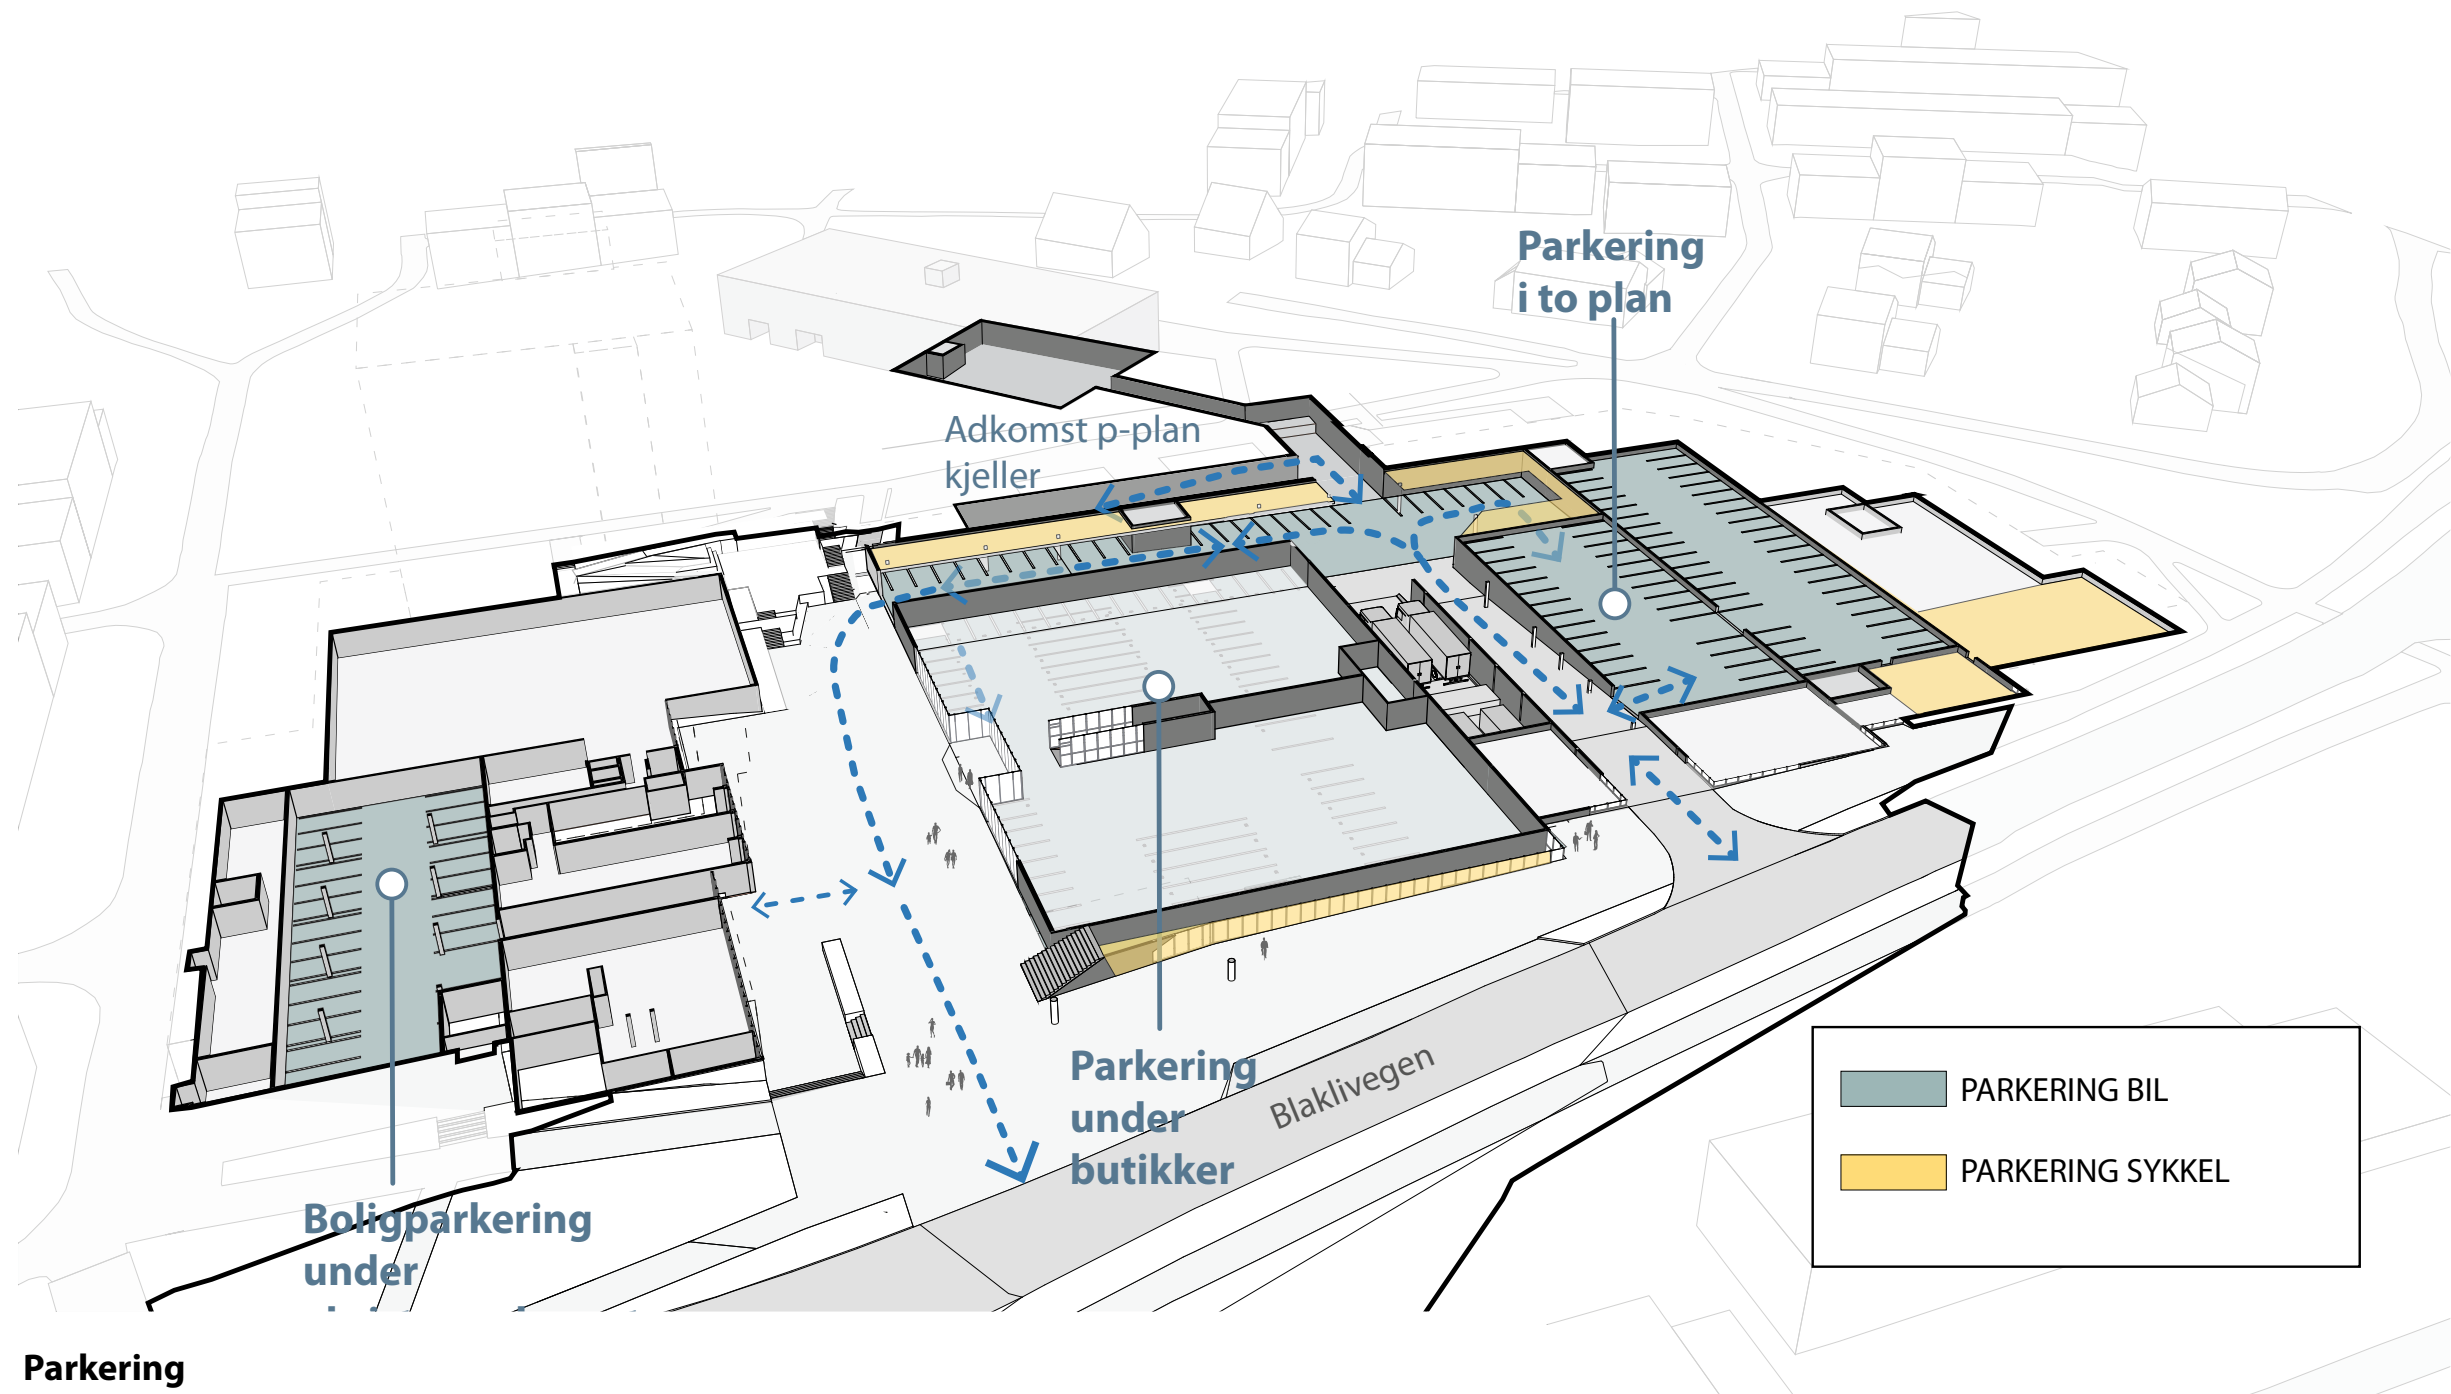 Parkering
i to plan
Adkomst p-plan
kjeller
Parkering
under
butikker
Blaklivegen
PARKERING BIL
PARKERING SYKKEL
Boligparkering
under
Parkering